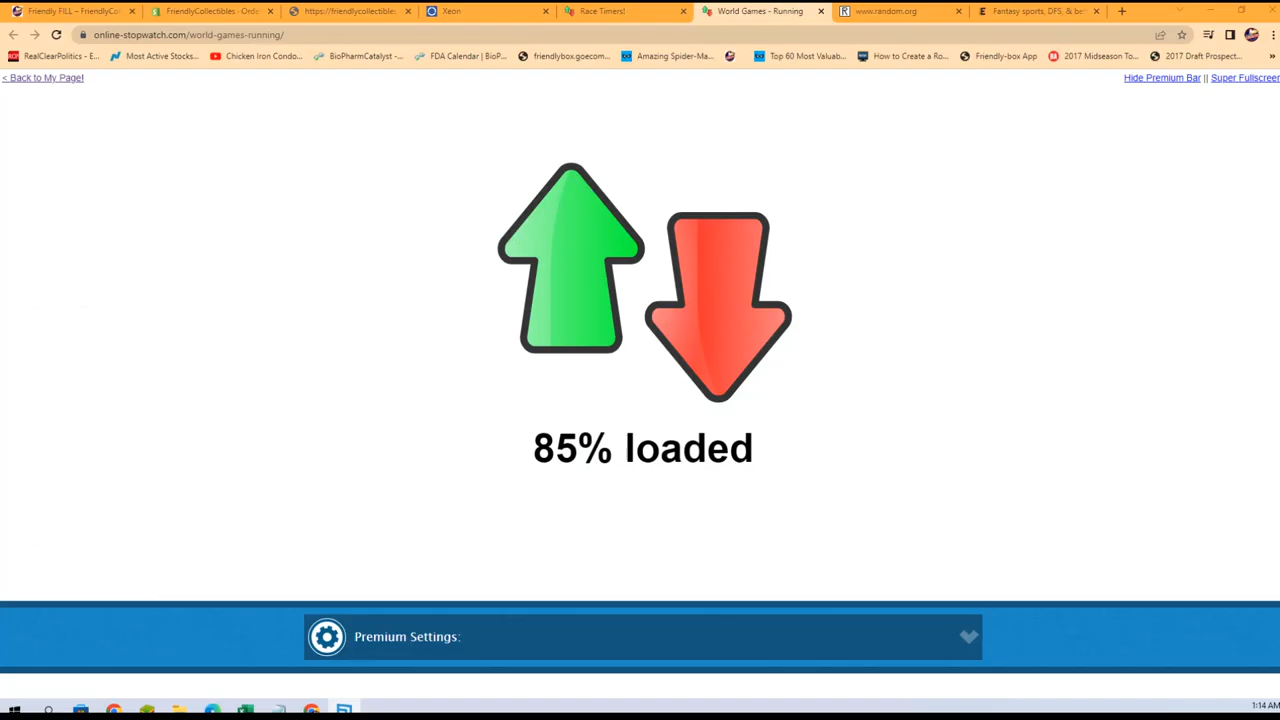 Friendly FILL – FriendlyCo
FriendlyCollectibles - Orde
https://friendlycollectibles
Xeon
Race Timers!
World Games - Running
www.random.org
Fantasy sports, DFS, & be
online-stopwatch.com/world-games-running/
RealClearPolitics - E...
Most Active Stocks...
Chicken Iron Condo...
BioPharmCatalyst -...
FDA Calendar | BioP...
friendlybox.goecom...
Amazing Spider-Ma...
Top 60 Most Valuab...
How to Create a Ro...
Friendly-box App
2017 Midseason To...
2017 Draft Prospect...
< Back to My Page!
Hide Premium Bar || Super Fullscreen
85% loaded
Premium Settings:
1:14 AM